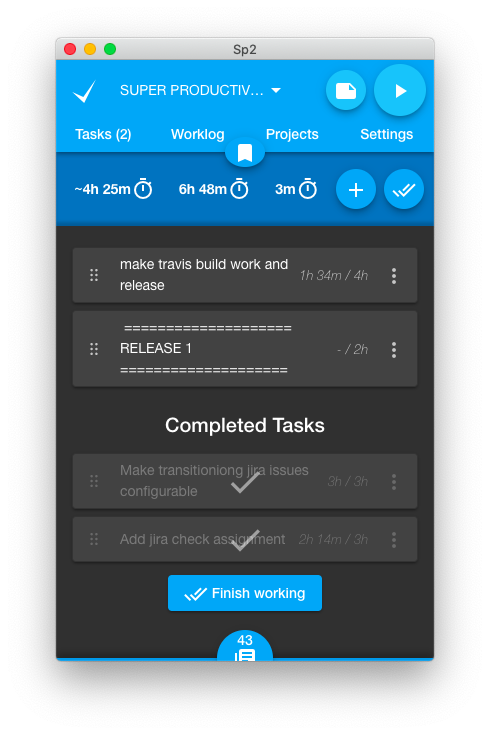 Sp2
SUPER PRODUCTIV...
Tasks (2) Worklog Projects Settings
~4h 25m 6h 48m 3m
make travis build work and
release
1h 34m / 4h
=====================
RELEASE 1
=====================
- / 2h
Completed Tasks
Make transitioniong jira issues
configurable
3h / 3h
Add jira check assignment 2h 14m / 3h
Finish working
43